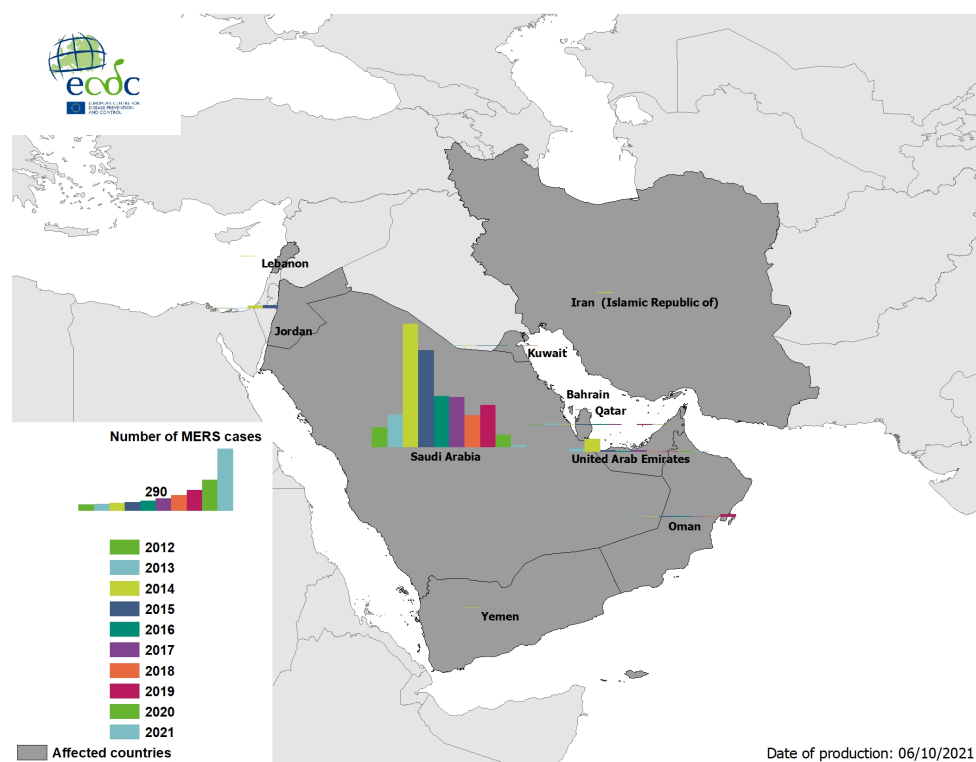 ecdc
EUROPEAN CENTRE FOR
DISEASE PREVENTION
AND CONTROL
Lebanon
Iran (Islamic Republic of)
Jordan
Kuwait
Bahrain
Qatar
Saudi Arabia
United Arab Emirates
Oman
Yemen
Number of MERS cases
290
2012
2013
2014
2015
2016
2017
2018
2019
2020
2021
Affected countries
Date of production: 06/10/2021